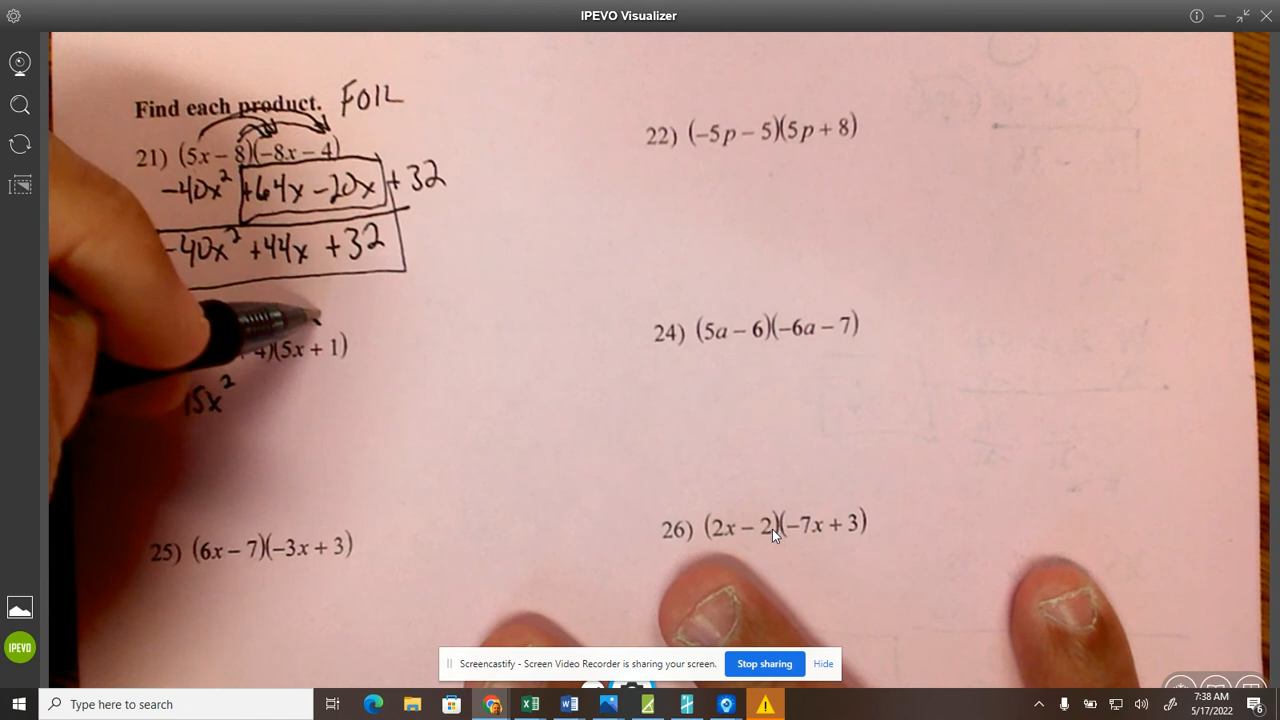 IPEVO Visualizer
Find each product. FOIL
21) (5x – 8)(–8x – 4)
-40x² +64x -20x +32
-40x² +44x +32
22) (–5p – 5)(5p + 8)
4)(5x + 1)
15x²
24) (5a – 6)(–6a – 7)
25) (6x – 7)(–3x + 3)
26) (2x – 2)(–7x + 3)
IPEVO
Screencastify - Screen Video Recorder is sharing your screen.
Stop sharing
Hide
Type here to search
7:38 AM
5/17/2022
6